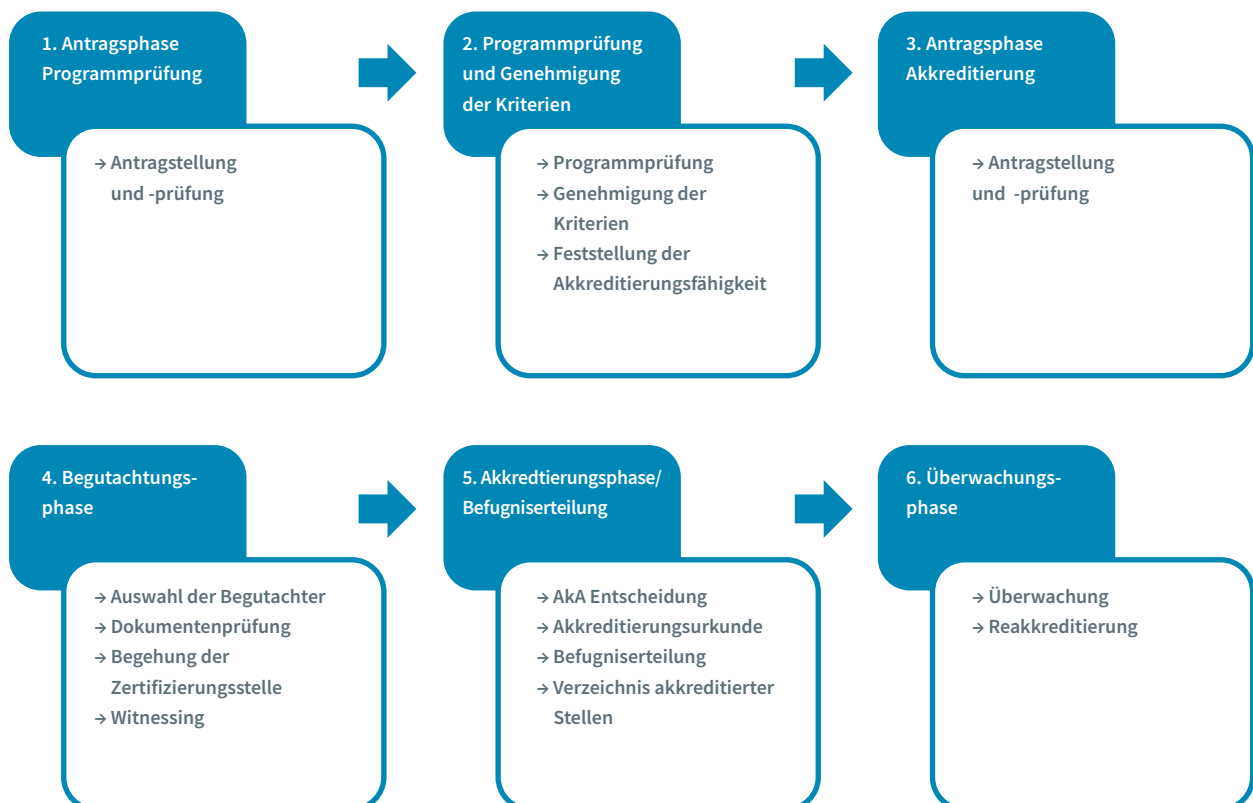 1. Antragsphase
Programmprüfung
→ Antragstellung
und -prüfung
2. Programmprüfung
und Genehmigung
der Kriterien
→ Programmprüfung
→ Genehmigung der
Kriterien
→ Feststellung der
Akkreditierungsfähigkeit
3. Antragsphase
Akkreditierung
→ Antragstellung
und -prüfung
4. Begutachtungs-
phase
→ Auswahl der Begutachter
→ Dokumentenprüfung
→ Begehung der
Zertifizierungsstelle
→ Witnessing
5. Akkredtierungsphase/
Befugniserteilung
→ AkA Entscheidung
→ Akkreditierungsurkunde
→ Befugniserteilung
→ Verzeichnis akkreditierter
Stellen
6. Überwachungs-
phase
→ Überwachung
→ Reakkreditierung